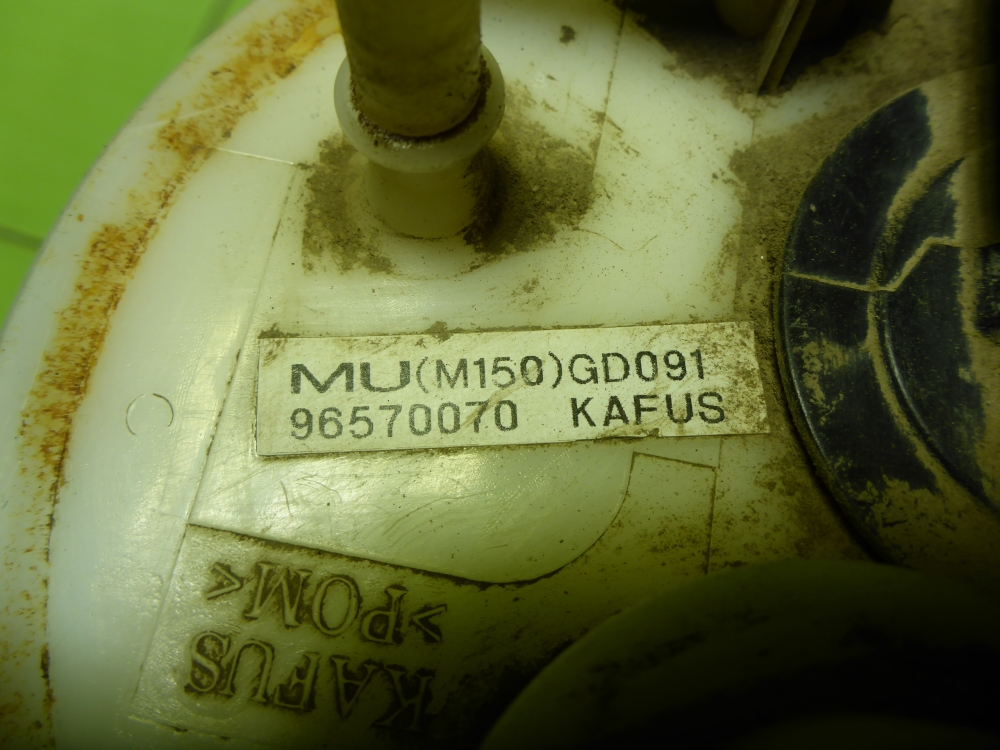 MU(M150)GD091
96570070 KAFUS
KAFUS
>POM<